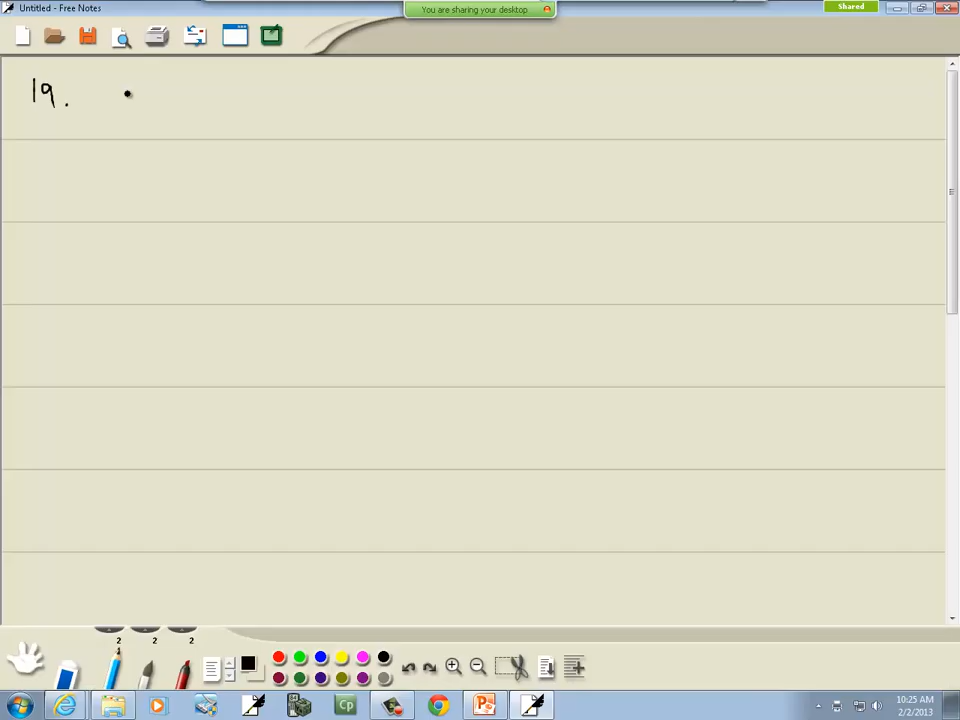 Untitled - Free Notes
You are sharing your desktop
Shared
19.
2
2
2
Cp
10:25 AM
2/2/2013